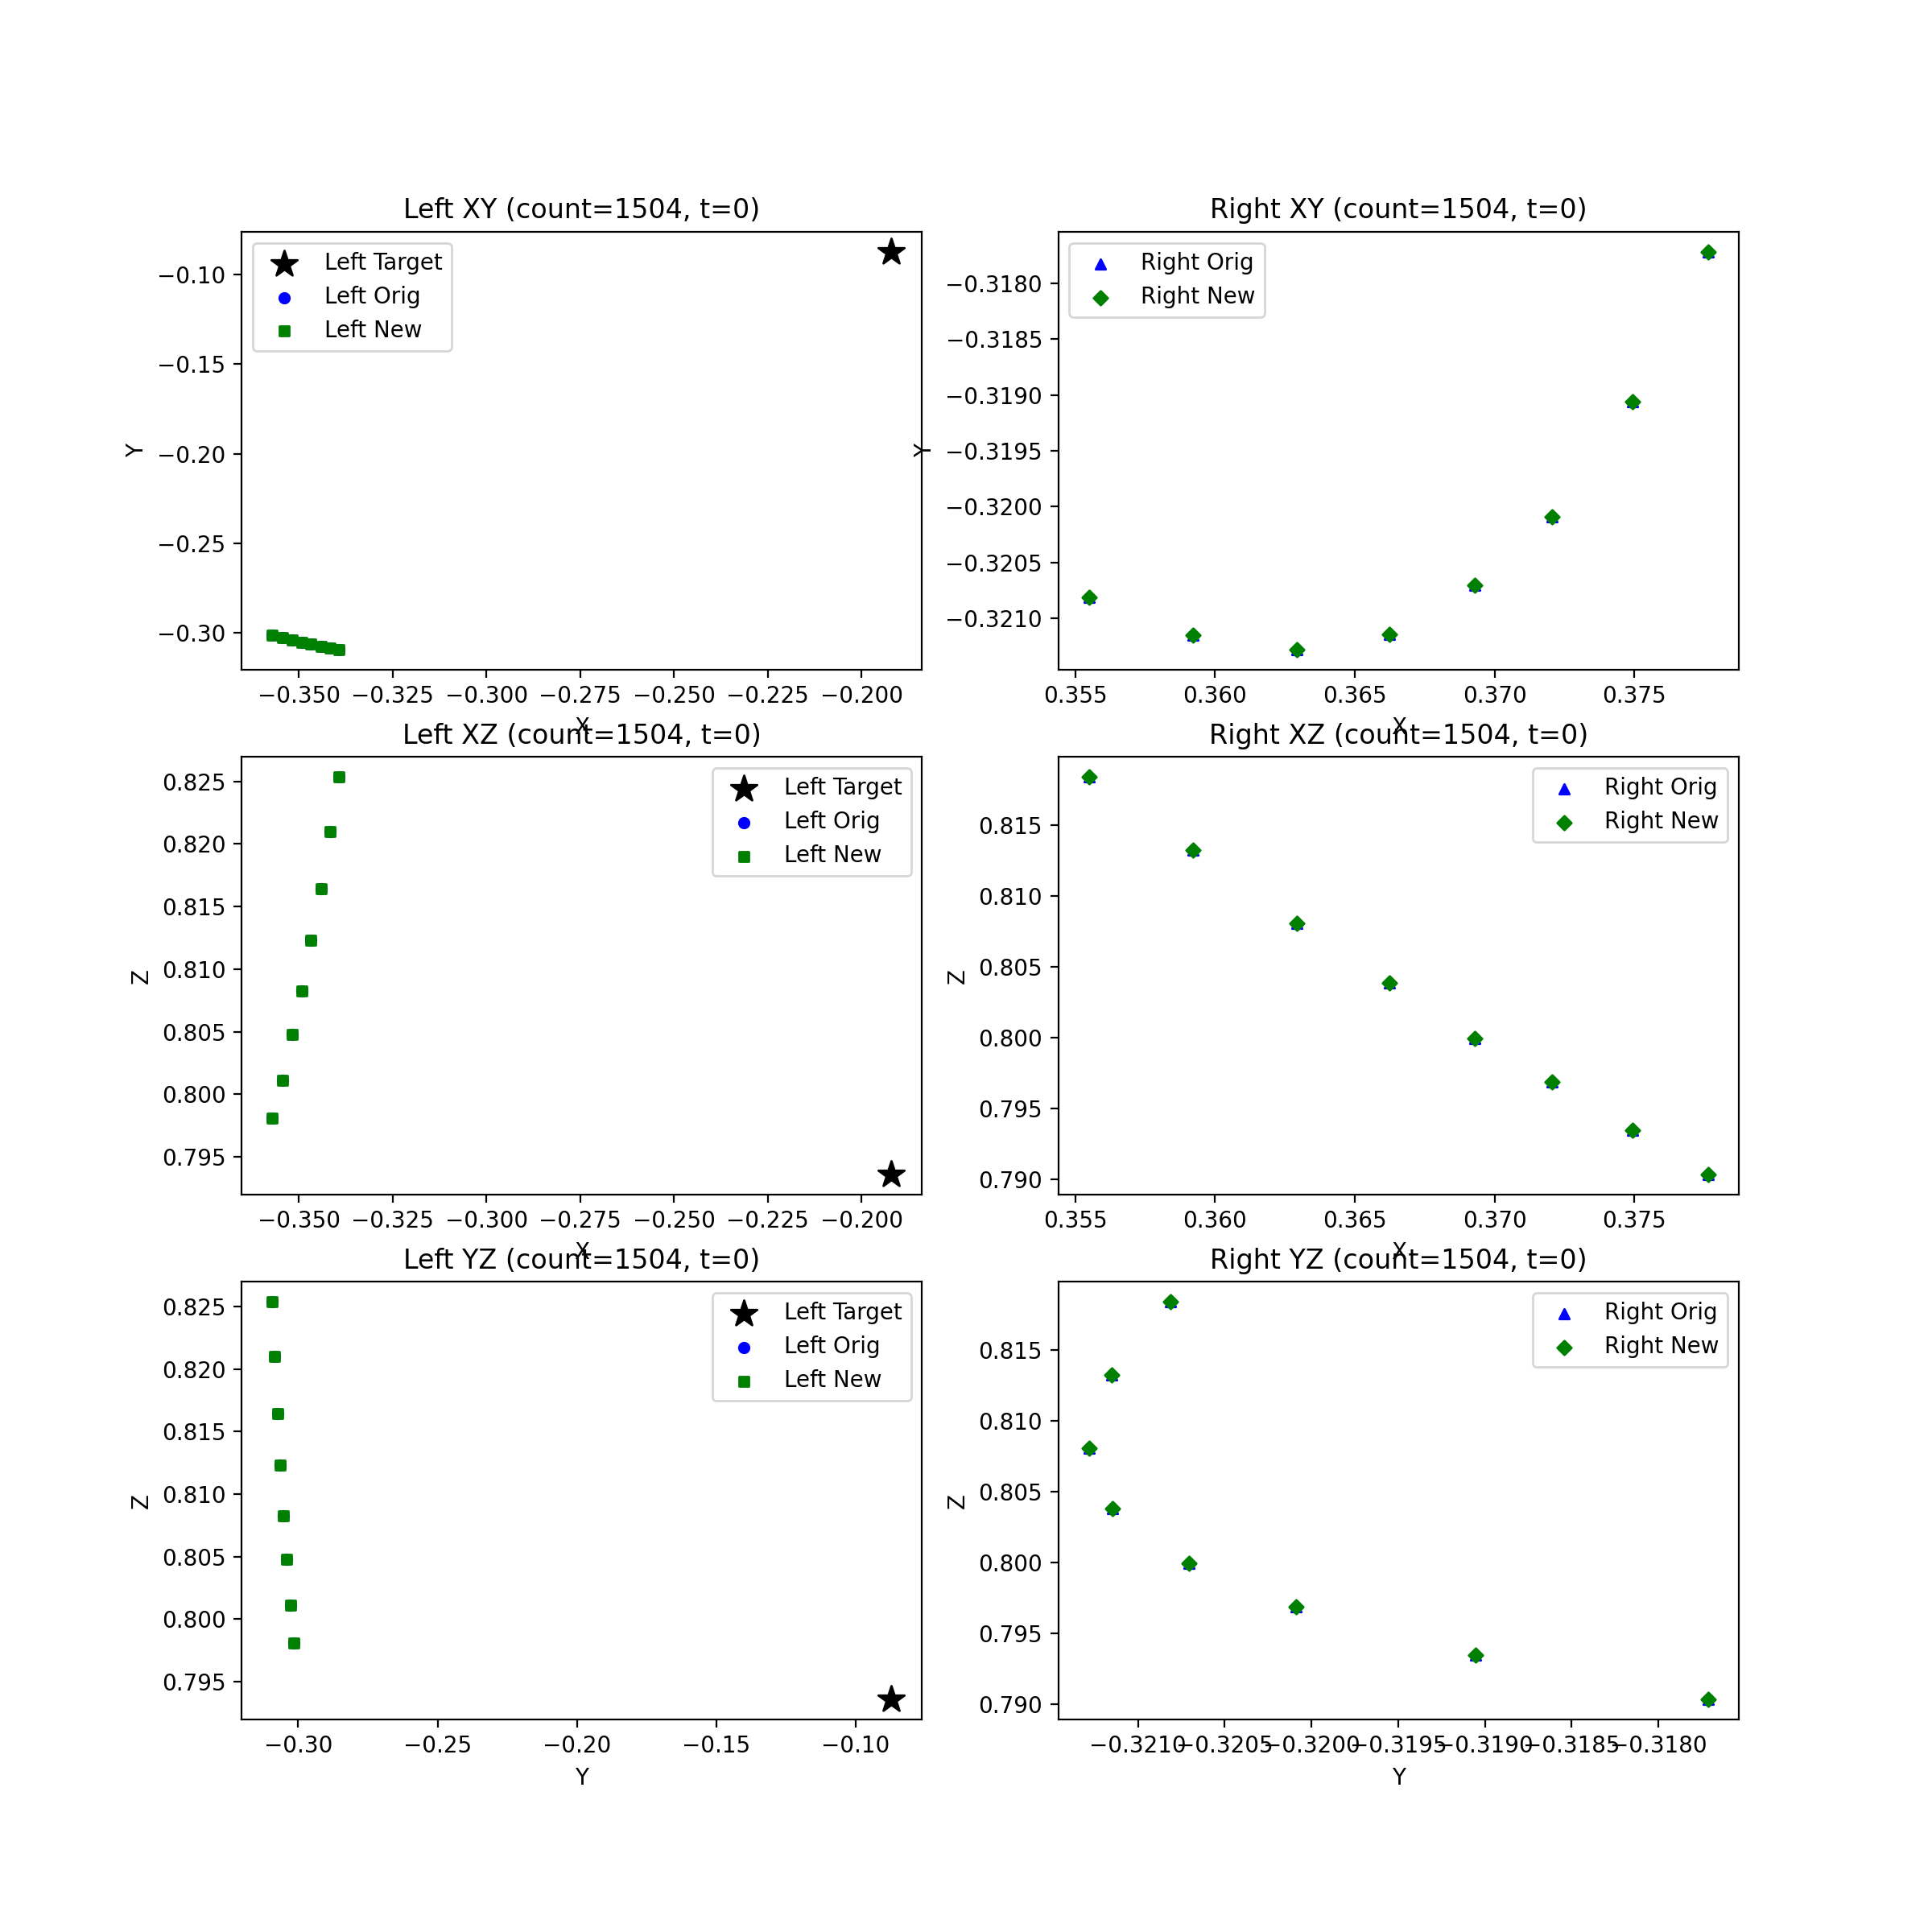 Left XY (count=1504, t=0)
Left Target
Left Orig
Left New
−0.10
−0.15
−0.20
−0.25
−0.30
Y
−0.350
−0.325
−0.300
−0.275
−0.250
−0.225
−0.200
X
Right XY (count=1504, t=0)
Right Orig
Right New
−0.3180
−0.3185
−0.3190
−0.3195
−0.3200
−0.3205
−0.3210
Y
0.355
0.360
0.365
0.370
0.375
X
Left XZ (count=1504, t=0)
Left Target
Left Orig
Left New
0.825
0.820
0.815
0.810
0.805
0.800
0.795
Z
−0.350
−0.325
−0.300
−0.275
−0.250
−0.225
−0.200
X
Right XZ (count=1504, t=0)
Right Orig
Right New
0.815
0.810
0.805
0.800
0.795
0.790
Z
0.355
0.360
0.365
0.370
0.375
X
Left YZ (count=1504, t=0)
Left Target
Left Orig
Left New
0.825
0.820
0.815
0.810
0.805
0.800
0.795
Z
−0.30
−0.25
−0.20
−0.15
−0.10
Y
Right YZ (count=1504, t=0)
Right Orig
Right New
0.815
0.810
0.805
0.800
0.795
0.790
Z
−0.3210
−0.3205
−0.3200
−0.3195
−0.3190
−0.3185
−0.3180
Y